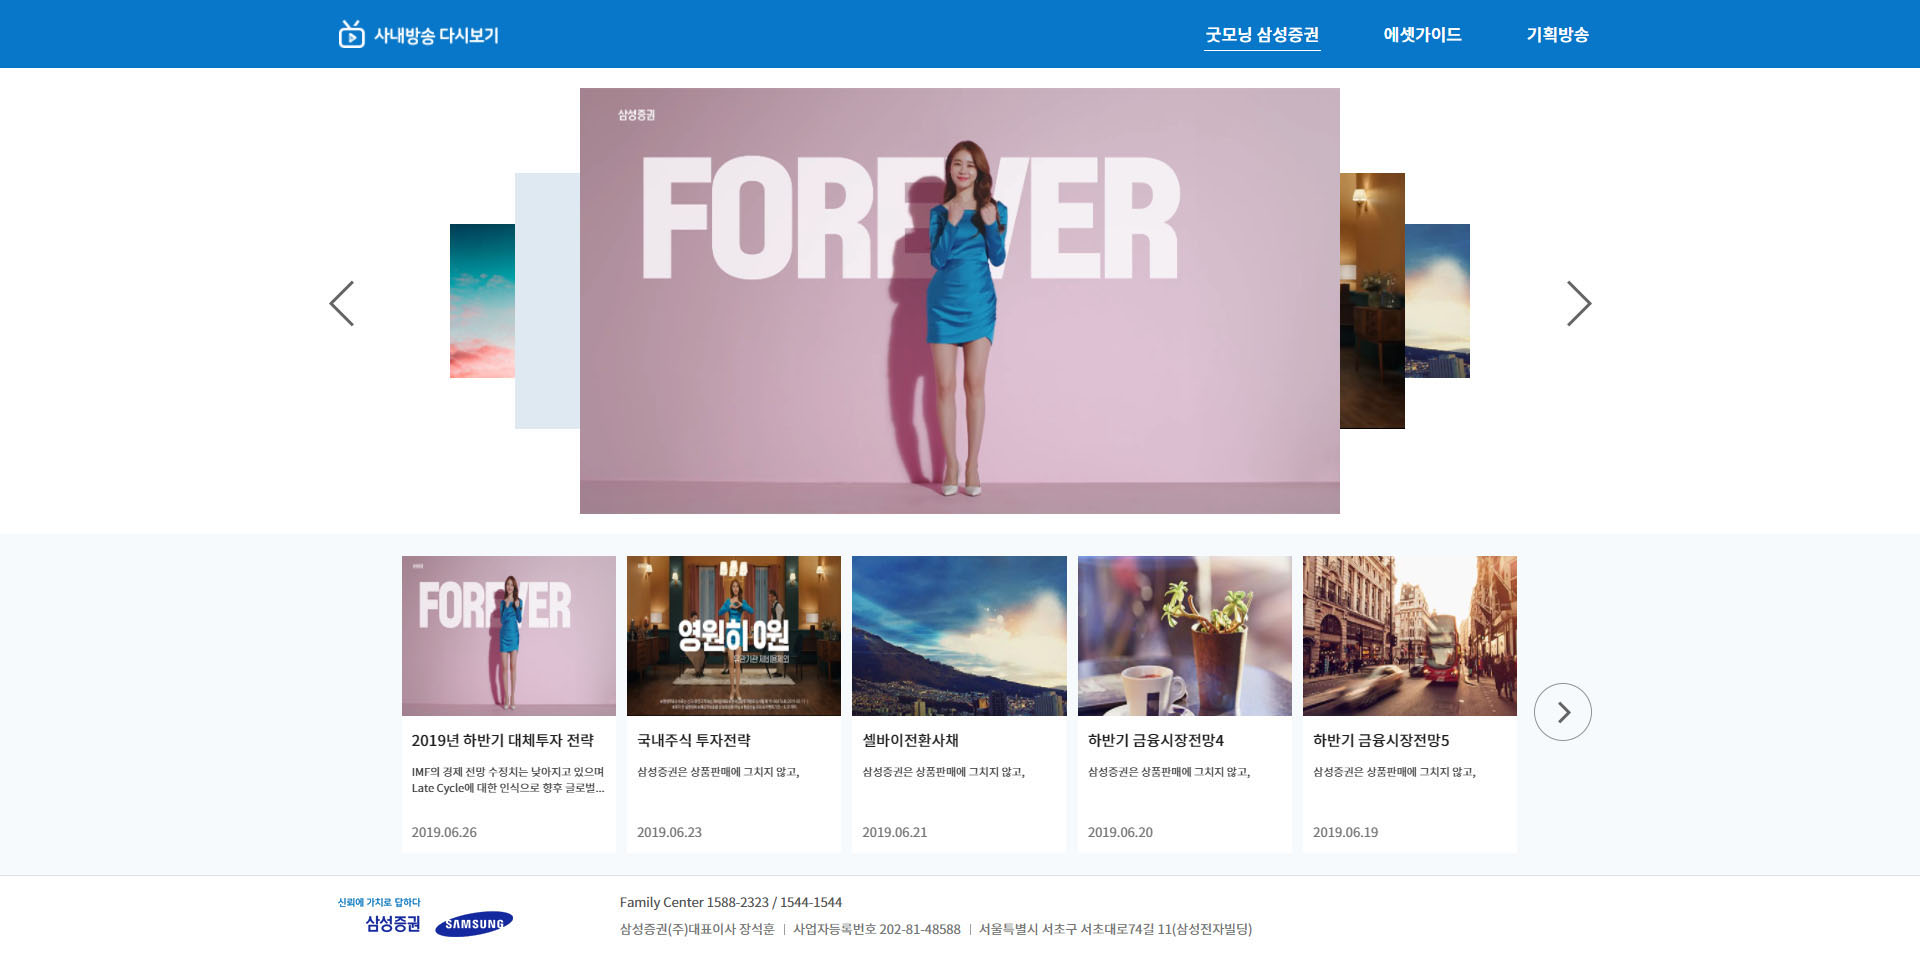 사내방송 다시보기
굿모닝 삼성증권
에셋가이드
기획방송
삼성증권
FOREVER
FOREVER
영원히 0원
2019년 하반기 대체투자 전략
IMF의 경제 전망 수정치는 낮아지고 있으며
Late Cycle에 대한 인식으로 향후 글로벌...
2019.06.26
국내주식 투자전략
삼성증권은 상품판매에 그치지 않고,
2019.06.23
셀바이전환사채
삼성증권은 상품판매에 그치지 않고,
2019.06.21
하반기 금융시장전망4
삼성증권은 상품판매에 그치지 않고,
2019.06.20
하반기 금융시장전망5
삼성증권은 상품판매에 그치지 않고,
2019.06.19
신뢰에 가치로 답하다
삼성증권
SAMSUNG
Family Center 1588-2323 / 1544-1544
삼성증권(주)대표이사 장석훈 | 사업자등록번호 202-81-48588 | 서울특별시 서초구 서초대로74길 11(삼성전자빌딩)